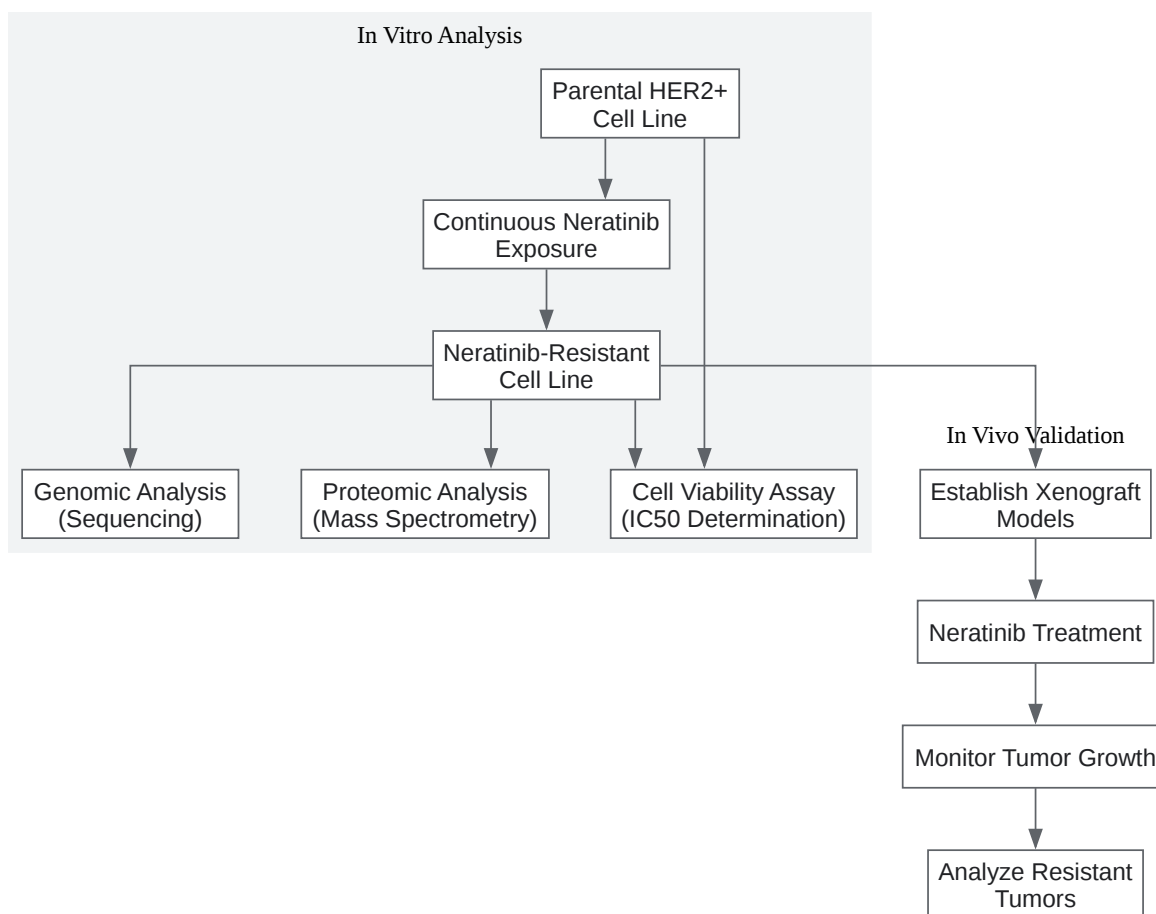 In Vitro Analysis
Parental HER2+
Cell Line
Continuous Neratinib
Exposure
Neratinib-Resistant
Cell Line
In Vivo Validation
Genomic Analysis
(Sequencing)
Proteomic Analysis
(Mass Spectrometry)
Cell Viability Assay
(IC50 Determination)
Establish Xenograft
Models
Neratinib Treatment
Monitor Tumor Growth
Analyze Resistant
Tumors